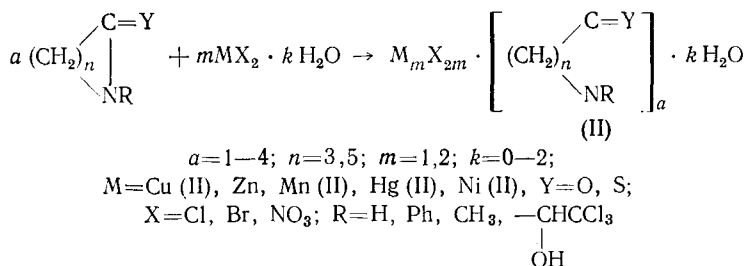 a (CH₂)ₙ C=Y NR + mMX₂ · k H₂O → MₘX₂ₘ · [(CH₂)ₙ C=Y NR]ₐ · k H₂O
(II)
a=1—4; n=3,5; m=1,2; k=0—2;
M=Cu (II), Zn, Mn (II), Hg (II), Ni (II), Y=O, S;
X=Cl, Br, NO₃; R=H, Ph, CH₃, —CHCCl₃
OH